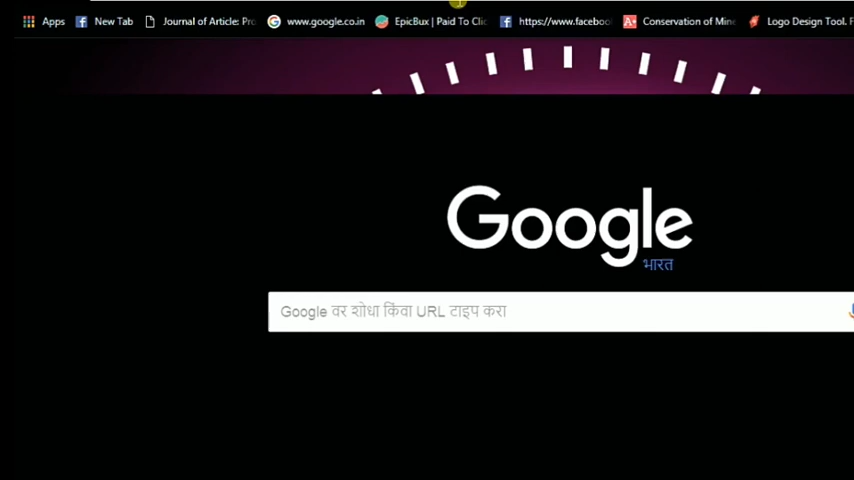 Apps New Tab Journal of Article: Pro www.google.co.in EpicBux | Paid To Clic https://www.faceboo Conservation of Mine Logo Design Tool. F
Google
भारत
Google वर शोधा किंवा URL टाइप करा